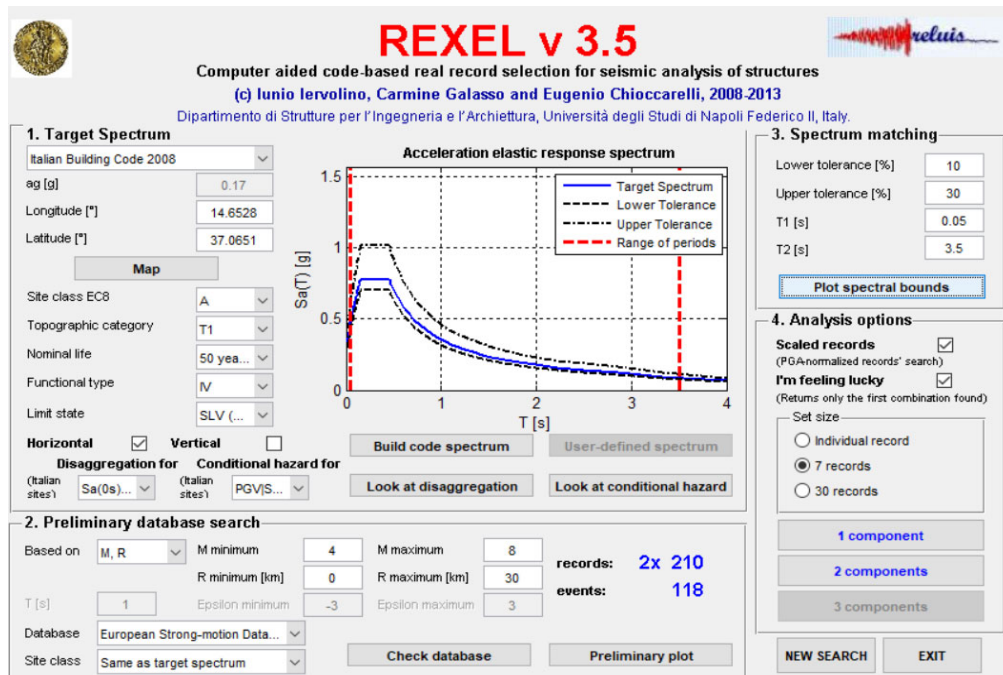 REXEL v 3.5
reluis
Computer aided code-based real record selection for seismic analysis of structures
(c) Iunio Iervolino, Carmine Galasso and Eugenio Chioccarelli, 2008-2013
Dipartimento di Strutture per l'Ingegneria e l'Archiettura, Università degli Studi di Napoli Federico II, Italy.
1. Target Spectrum
Italian Building Code 2008
ag [g] 0.17
Longitude [°] 14.6528
Latitude [°] 37.0651
Map
Site class EC8 A
Topographic category T1
Nominal life 50 yea...
Functional type IV
Limit state SLV (...
Horizontal Vertical
Disaggregation for Conditional hazard for
(Italian sites) Sa(0s)... (Italian sites) PGV|S...
Acceleration elastic response spectrum
Target Spectrum
Lower Tolerance
Upper Tolerance
Range of periods
Sa(T) [g]
1.5
1
0.5
0
0 1 2 3 4
T [s]
Build code spectrum User-defined spectrum
Look at disaggregation Look at conditional hazard
2. Preliminary database search
Based on M, R M minimum 4 M maximum 8
R minimum [km] 0 R maximum [km] 30
T [s] 1 Epsilon minimum -3 Epsilon maximum 3
records: 2x 210
events: 118
Database European Strong-motion Data...
Site class Same as target spectrum
Check database Preliminary plot
3. Spectrum matching
Lower tolerance [%] 10
Upper tolerance [%] 30
T1 [s] 0.05
T2 [s] 3.5
Plot spectral bounds
4. Analysis options
Scaled records
(PGA-normalized records' search)
I'm feeling lucky
(Returns only the first combination found)
Set size
Individual record
7 records
30 records
1 component
2 components
3 components
NEW SEARCH EXIT